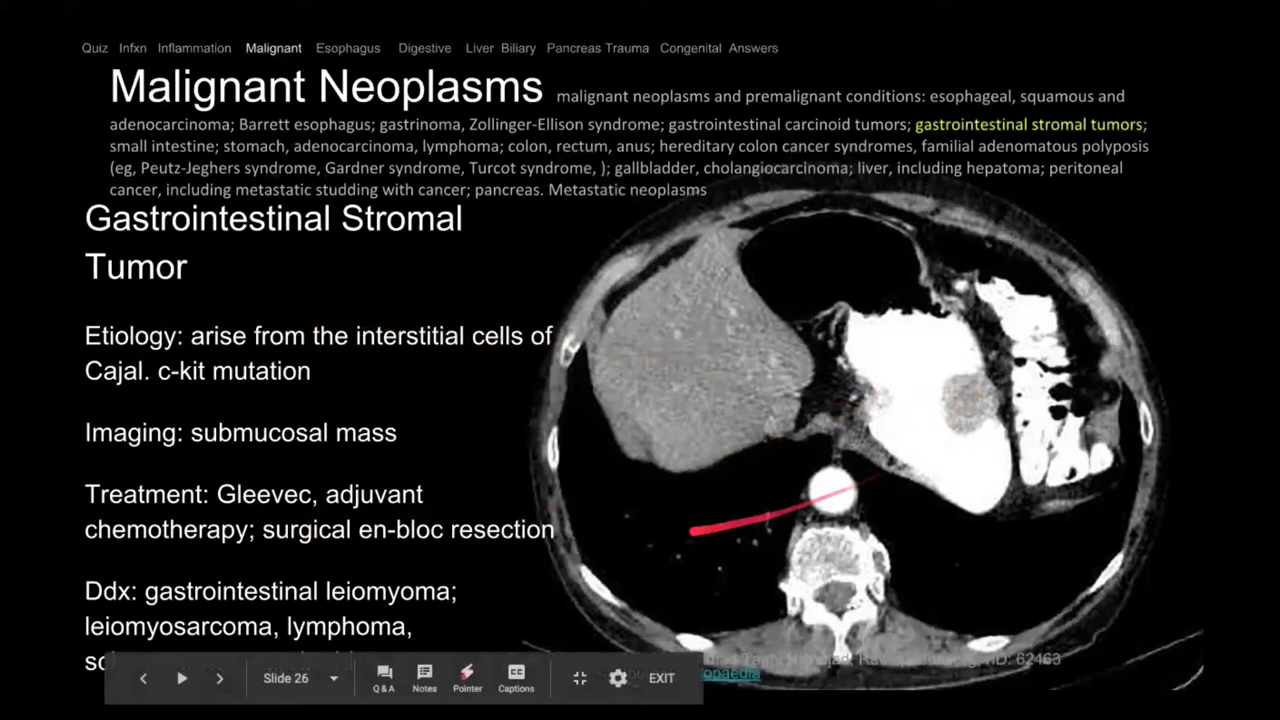 Quiz Infxn Inflammation Malignant Esophagus Digestive Liver Biliary Pancreas Trauma Congenital Answers
Malignant Neoplasms malignant neoplasms and premalignant conditions: esophageal, squamous and
adenocarcinoma; Barrett esophagus; gastrinoma, Zollinger-Ellison syndrome; gastrointestinal carcinoid tumors; gastrointestinal stromal tumors;
small intestine; stomach, adenocarcinoma, lymphoma; colon, rectum, anus; hereditary colon cancer syndromes, familial adenomatous polyposis
(eg, Peutz-Jeghers syndrome, Gardner syndrome, Turcot syndrome, ); gallbladder, cholangiocarcinoma; liver, including hepatoma; peritoneal
cancer, including metastatic studding with cancer; pancreas. Metastatic neoplasms
Gastrointestinal Stromal
Tumor
Etiology: arise from the interstitial cells of
Cajal. c-kit mutation
Imaging: submucosal mass
Treatment: Gleevec, adjuvant
chemotherapy; surgical en-bloc resection
Ddx: gastrointestinal leiomyoma;
leiomyosarcoma, lymphoma,
ID: 62463
Slide 26
Q & A
Notes
Pointer
Captions
EXIT